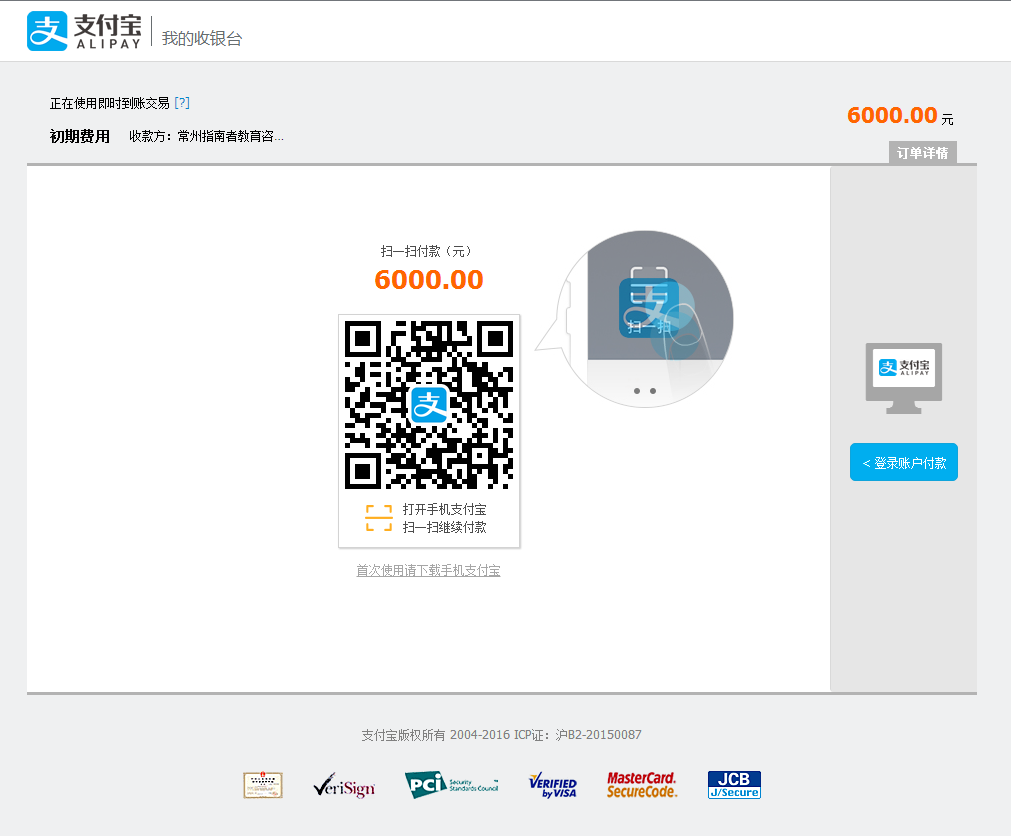 支付宝
ALIPAY
我的收银台
正在使用即时到账交易 [?]
初期费用 收款方：常州指南者教育咨...
6000.00 元
订单详情
扫一扫付款（元）
6000.00
支
打开手机支付宝
扫一扫继续付款
首次使用请下载手机支付宝
支
扫一扫
支付宝
ALIPAY
< 登录账户付款
支付宝版权所有 2004-2016 ICP证：沪B2-20150087
VeriSign
PCI Security Standards Council
VERIFIED by VISA
MasterCard. SecureCode.
JCB
J/Secure